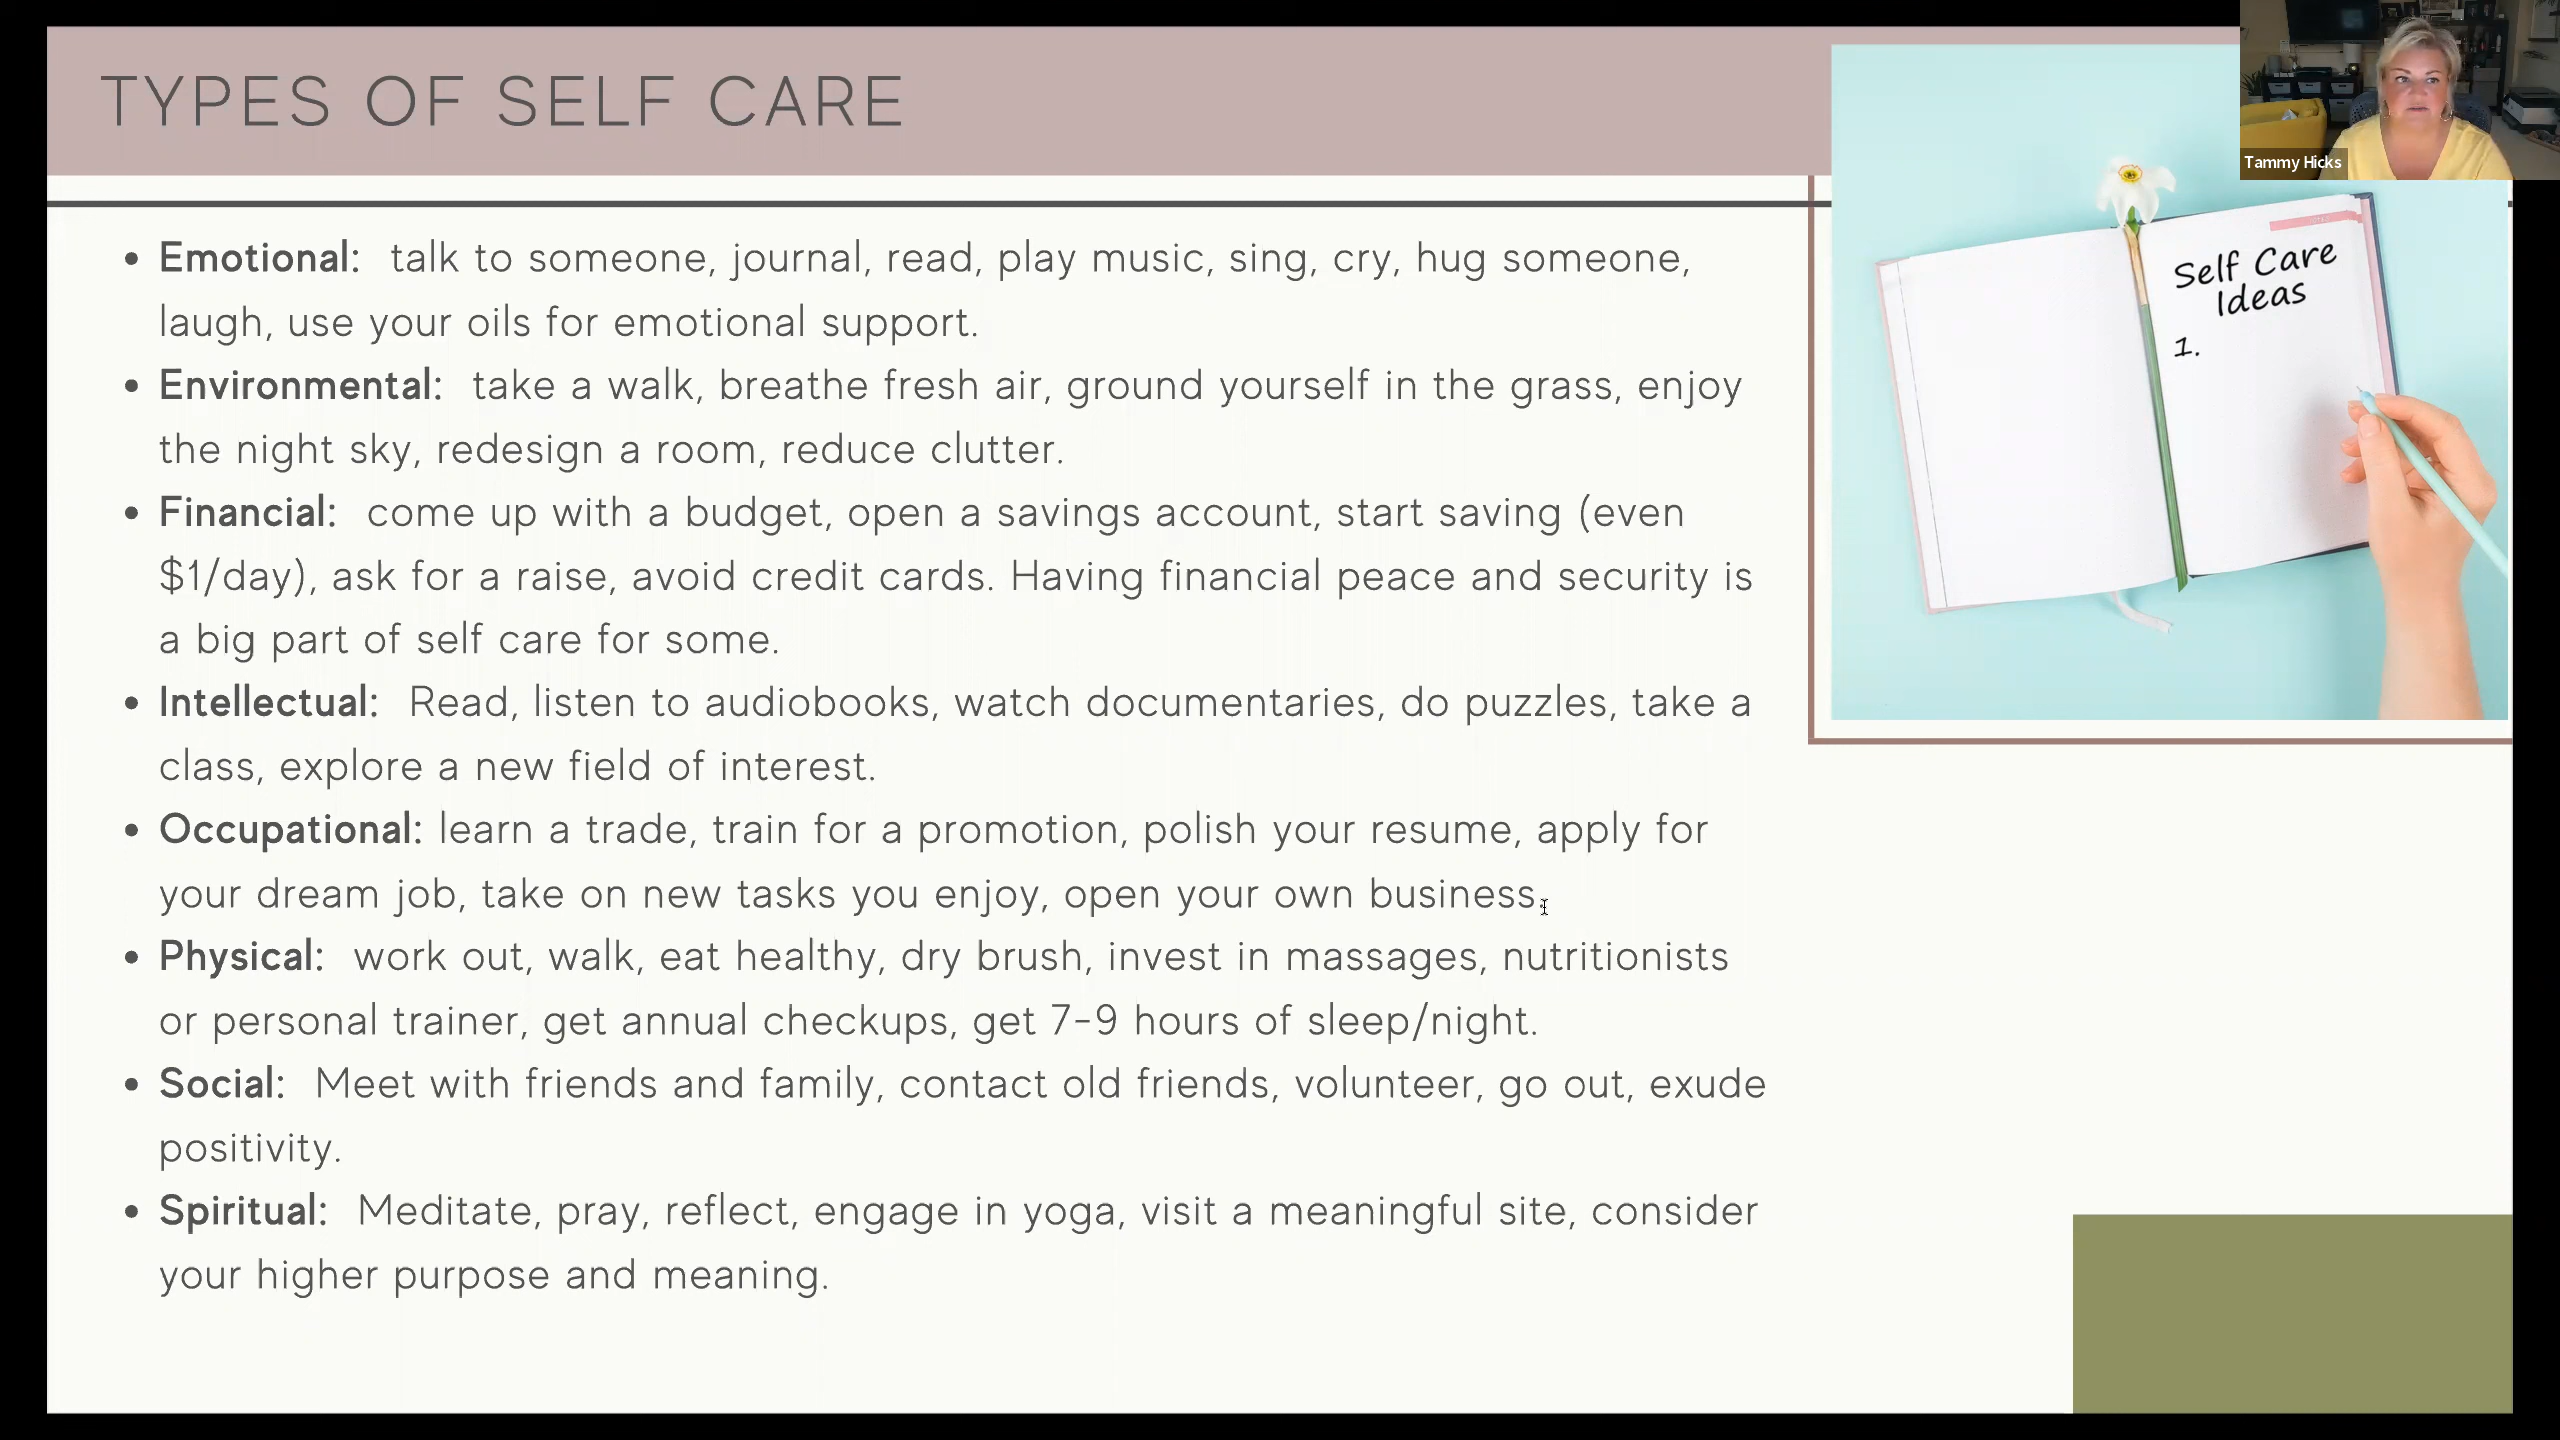 TYPES OF SELF CARE
Tammy Hicks
• Emotional: talk to someone, journal, read, play music, sing, cry, hug someone,
laugh, use your oils for emotional support.
• Environmental: take a walk, breathe fresh air, ground yourself in the grass, enjoy
the night sky, redesign a room, reduce clutter.
• Financial: come up with a budget, open a savings account, start saving (even
$1/day), ask for a raise, avoid credit cards. Having financial peace and security is
a big part of self care for some.
• Intellectual: Read, listen to audiobooks, watch documentaries, do puzzles, take a
class, explore a new field of interest.
• Occupational: learn a trade, train for a promotion, polish your resume, apply for
your dream job, take on new tasks you enjoy, open your own business.
• Physical: work out, walk, eat healthy, dry brush, invest in massages, nutritionists
or personal trainer, get annual checkups, get 7-9 hours of sleep/night.
• Social: Meet with friends and family, contact old friends, volunteer, go out, exude
positivity.
• Spiritual: Meditate, pray, reflect, engage in yoga, visit a meaningful site, consider
your higher purpose and meaning.
Self Care
Ideas
1.